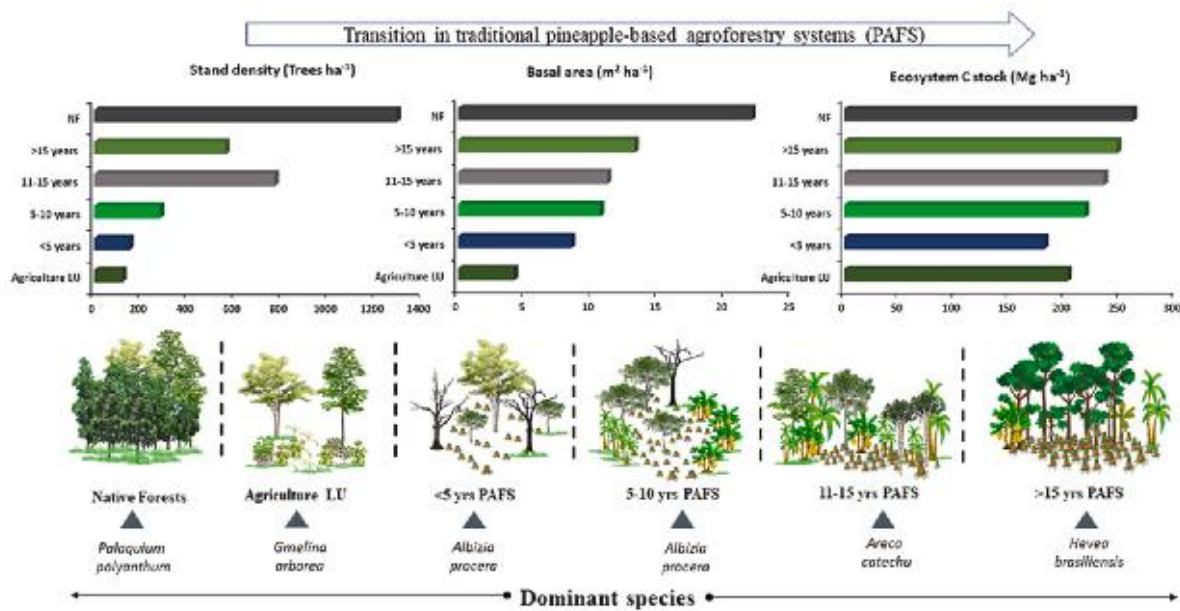 Transition in traditional pineapple-based agroforestry systems (PAFS)
Stand density (Trees ha⁻¹)
NF
>15 years
11-15 years
5-10 years
<5 years
Agriculture LU
0 200 400 600 800 1000 1200 1400
Basal area (m² ha⁻¹)
NF
>15 years
11-15 years
5-10 years
<5 years
Agriculture LU
0 5 10 15 20 25
Ecosystem C stock (Mg ha⁻¹)
NF
>15 years
11-15 years
5-10 years
<5 years
Agriculture LU
0 50 100 150 200 250 300
Native Forests
Agriculture LU
<5 yrs PAFS
5-10 yrs PAFS
11-15 yrs PAFS
>15 yrs PAFS
Palaquium
polyanthum
Gmelina
arborea
Albizia
procera
Albizia
procera
Areca
catechu
Hevea
brasiliensis
Dominant species